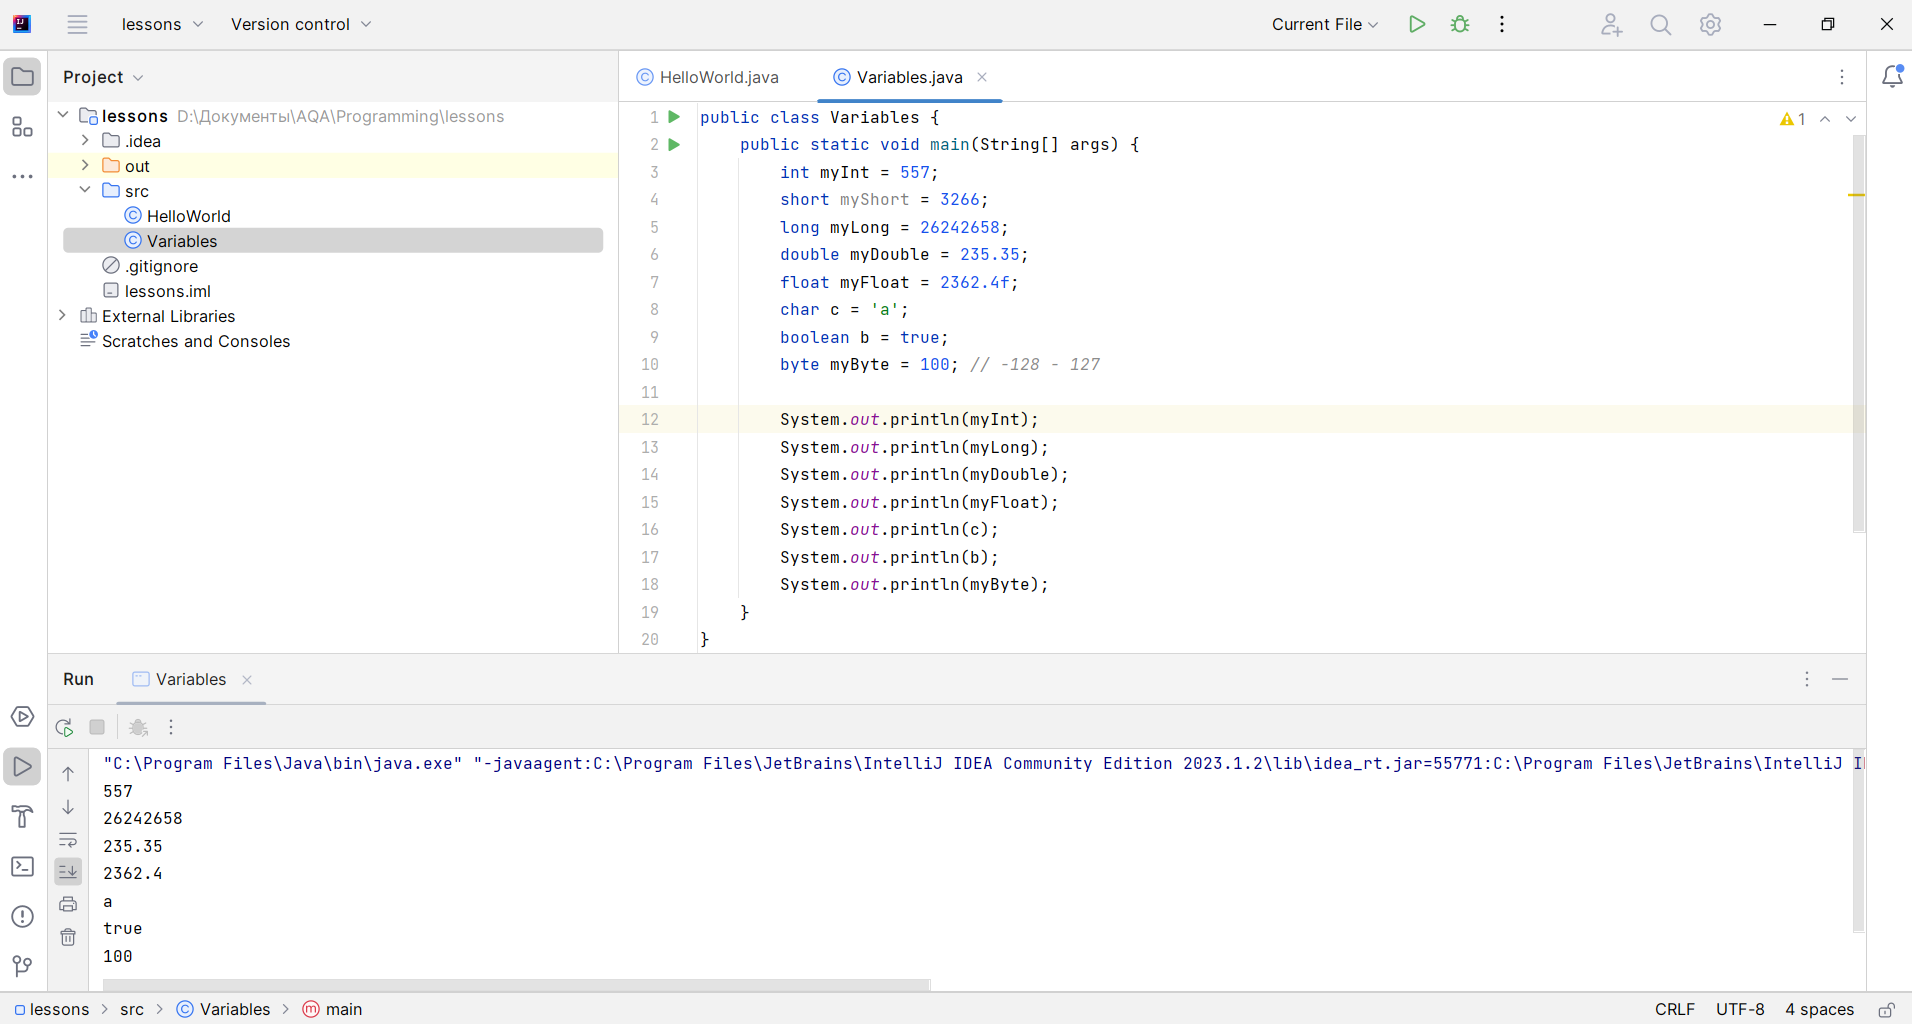 lessons Version control Current File
Project
HelloWorld.java Variables.java
lessons D:\Документы\AQA\Programming\lessons
.idea
out
src
HelloWorld
Variables
.gitignore
lessons.iml
External Libraries
Scratches and Consoles
1 public class Variables {
2 public static void main(String[] args) {
3 int myInt = 557;
4 short myShort = 3266;
5 long myLong = 26242658;
6 double myDouble = 235.35;
7 float myFloat = 2362.4f;
8 char c = 'a';
9 boolean b = true;
10 byte myByte = 100; // -128 - 127
11
12 System.out.println(myInt);
13 System.out.println(myLong);
14 System.out.println(myDouble);
15 System.out.println(myFloat);
16 System.out.println(c);
17 System.out.println(b);
18 System.out.println(myByte);
19 }
20 }
1
Run Variables
"C:\Program Files\Java\bin\java.exe" "-javaagent:C:\Program Files\JetBrains\IntelliJ IDEA Community Edition 2023.1.2\lib\idea_rt.jar=55771:C:\Program Files\JetBrains\IntelliJ
557
26242658
235.35
2362.4
a
true
100
lessons > src > Variables > main CRLF UTF-8 4 spaces